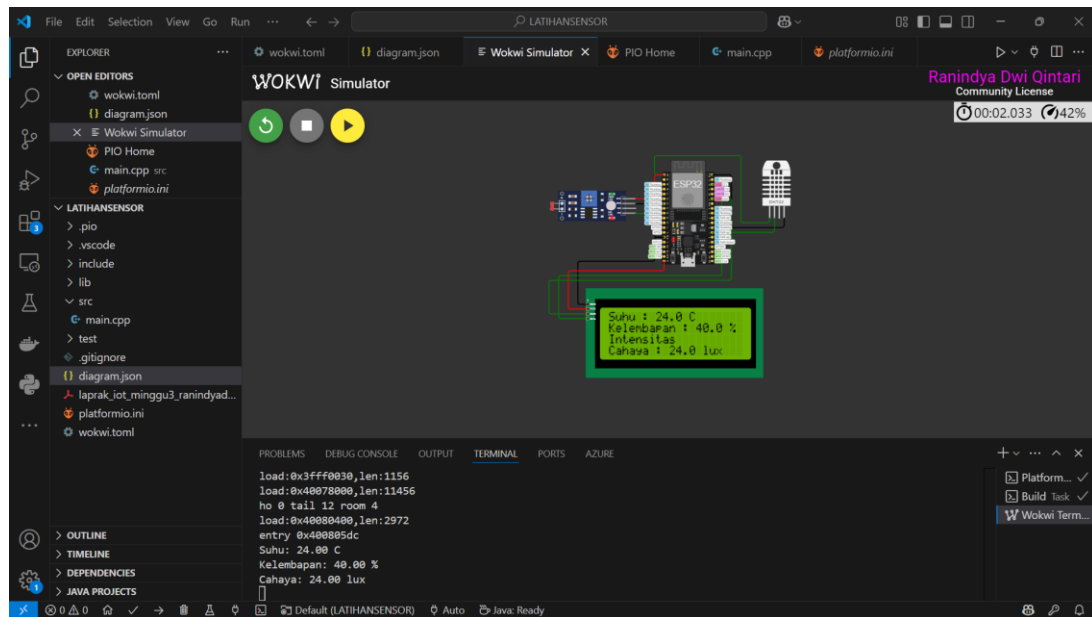 File Edit Selection View Go Run ... LATIHANSENSOR
EXPLORER ...
OPEN EDITORS
wokwi.toml
{} diagram.json
Wokwi Simulator
PIO Home
main.cpp src
platformio.ini
LATIHANSENSOR
.pio
.vscode
include
lib
src
main.cpp
test
.gitignore
{} diagram.json
laprak_iot_minggu3_ranindyad...
platformio.ini
wokwi.toml
OUTLINE
TIMELINE
DEPENDENCIES
JAVA PROJECTS
3
1
wokwi.toml {} diagram.json Wokwi Simulator PIO Home main.cpp platformio.ini
WOKWI Simulator
Ranindya Dwi Qintari
Community License
00:02.033 42%
ESP32
Suhu : 24.0 C
Kelembapan : 40.0 %
Intensitas
Cahaya : 24.0 lux
PROBLEMS DEBUG CONSOLE OUTPUT TERMINAL PORTS AZURE
load:0x3fff0030,len:1156
load:0x40078000,len:11456
ho 0 tail 12 room 4
load:0x40080400,len:2972
entry 0x400805dc
Suhu: 24.00 C
Kelembapan: 40.00 %
Cahaya: 24.00 lux
Platform...
Build Task
Wokwi Term...
0 0 Default (LATIHANSENSOR) Auto Java: Ready